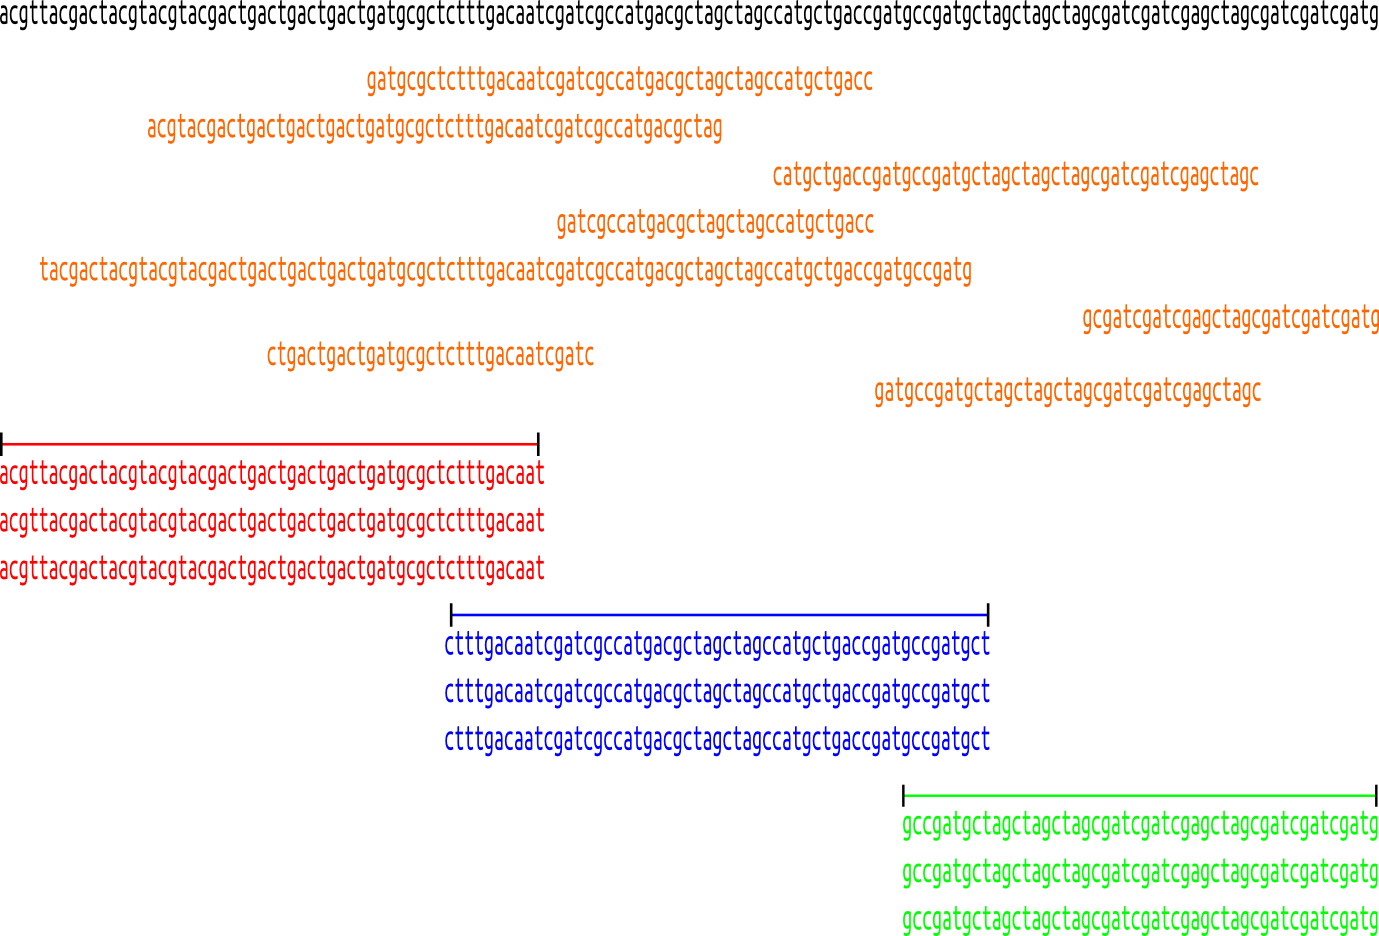 acgttacgactacgtacgtacgactgactgactgactgatgcgctctttgacaatcgatcgccatgacgctagctagccatgctgaccgatgccgatgctagctagctagcgatcgatcgagctagcgatcgatcgatg
gatgcgctctttgacaatcgatcgccatgacgctagctagccatgctgacc
acgtacgactgactgactgactgatgcgctctttgacaatcgatcgccatgacgctag
catgctgaccgatgccgatgctagctagctagcgatcgatcgagctagc
gatcgccatgacgctagctagccatgctgacc
tacgactacgtacgtacgactgactgactgactgatgcgctctttgacaatcgatcgccatgacgctagctagccatgctgaccgatgccgatg
gcgatcgatcgagctagcgatcgatcgatg
ctgactgactgatgcgctctttgacaatcgatc
gatgccgatgctagctagctagcgatcgatcgagctagc
acgttacgactacgtacgtacgactgactgactgactgatgcgctctttgacaat
acgttacgactacgtacgtacgactgactgactgactgatgcgctctttgacaat
acgttacgactacgtacgtacgactgactgactgactgatgcgctctttgacaat
ctttgacaatcgatcgccatgacgctagctagccatgctgaccgatgccgatgct
ctttgacaatcgatcgccatgacgctagctagccatgctgaccgatgccgatgct
ctttgacaatcgatcgccatgacgctagctagccatgctgaccgatgccgatgct
gccgatgctagctagctagcgatcgatcgagctagcgatcgatcgatg
gccgatgctagctagctagcgatcgatcgagctagcgatcgatcgatg
gccgatgctagctagctagcgatcgatcgagctagcgatcgatcgatg